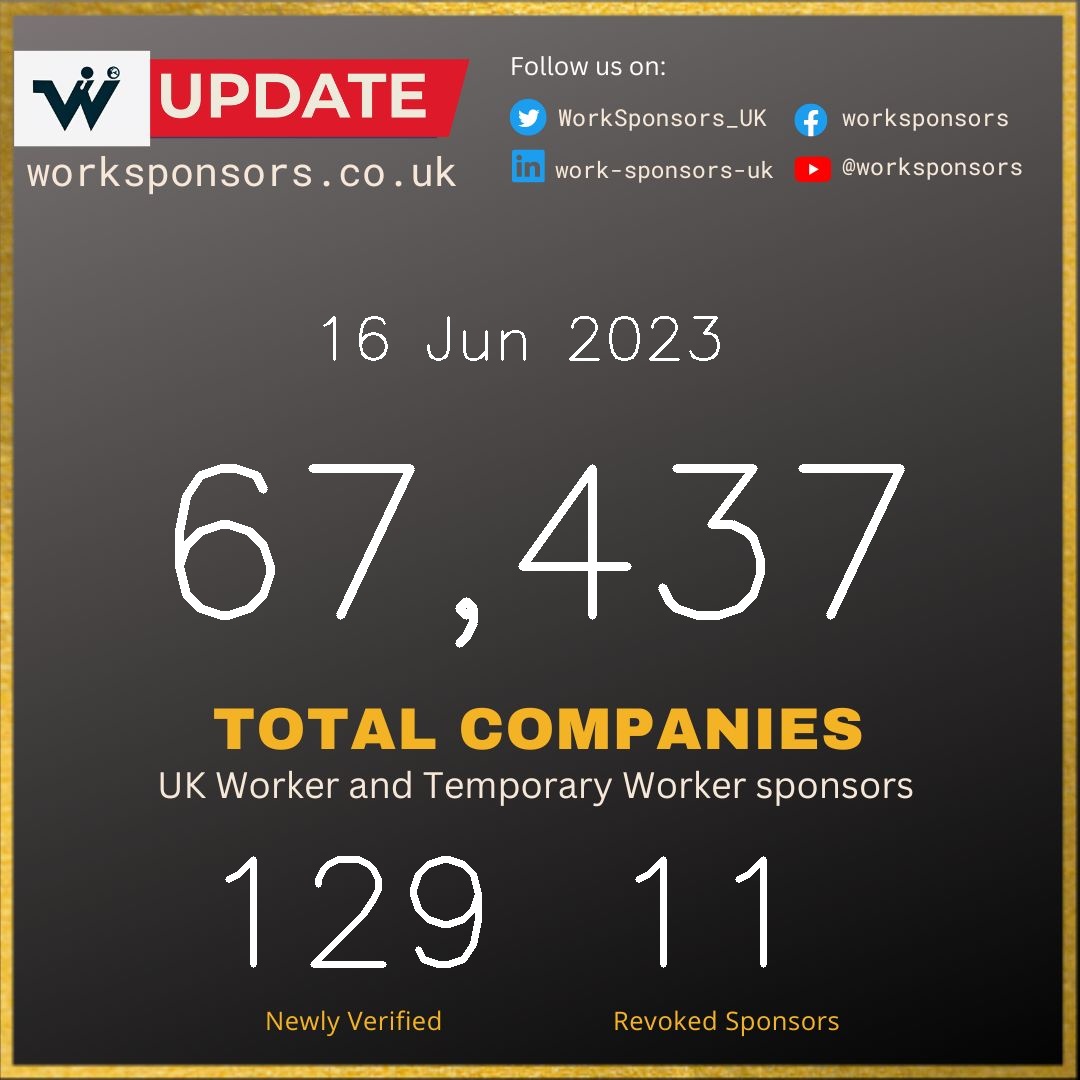 UPDATE
worksponsors.co.uk
Follow us on:
WorkSponsors_UK
worksponsors
work-sponsors-uk
@worksponsors
16 Jun 2023
67,437
TOTAL COMPANIES
UK Worker and Temporary Worker sponsors
129
11
Newly Verified
Revoked Sponsors